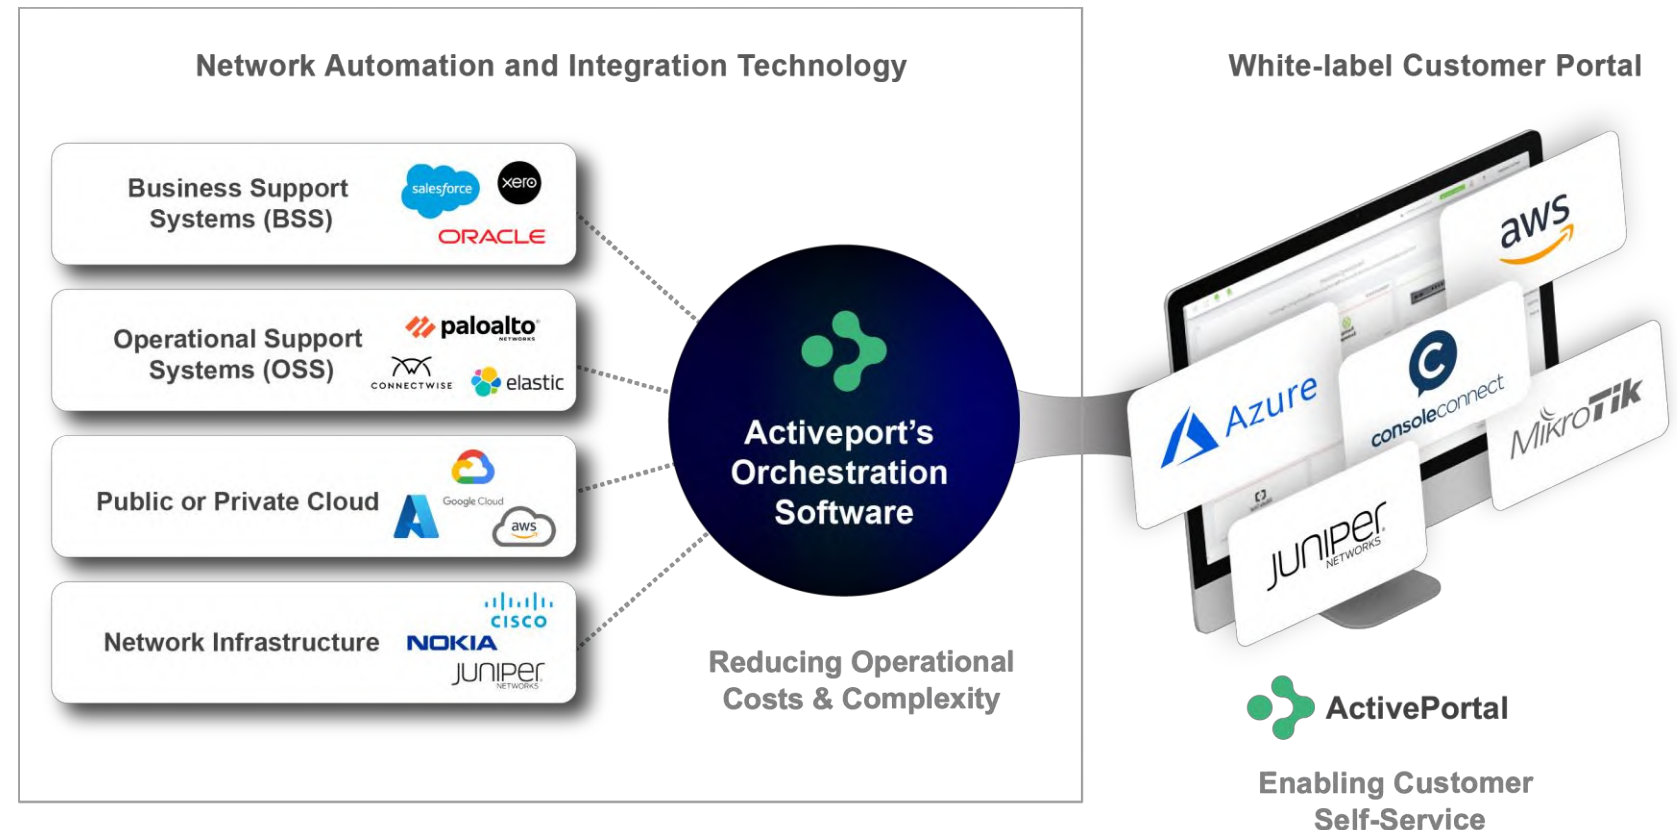 Network Automation and Integration Technology
White-label Customer Portal
Business Support
Systems (BSS)
salesforce
xero
ORACLE
Operational Support
Systems (OSS)
paloalto
NETWORKS
CONNECTWISE
elastic
Public or Private Cloud
Google Cloud
aws
Network Infrastructure
CISCO
NOKIA
JUNIPER
NETWORKS
Activeport's
Orchestration
Software
Reducing Operational
Costs & Complexity
aws
Azure
consoleconnect
MikroTik
JUNIPER
NETWORKS
ActivePortal
Enabling Customer
Self-Service